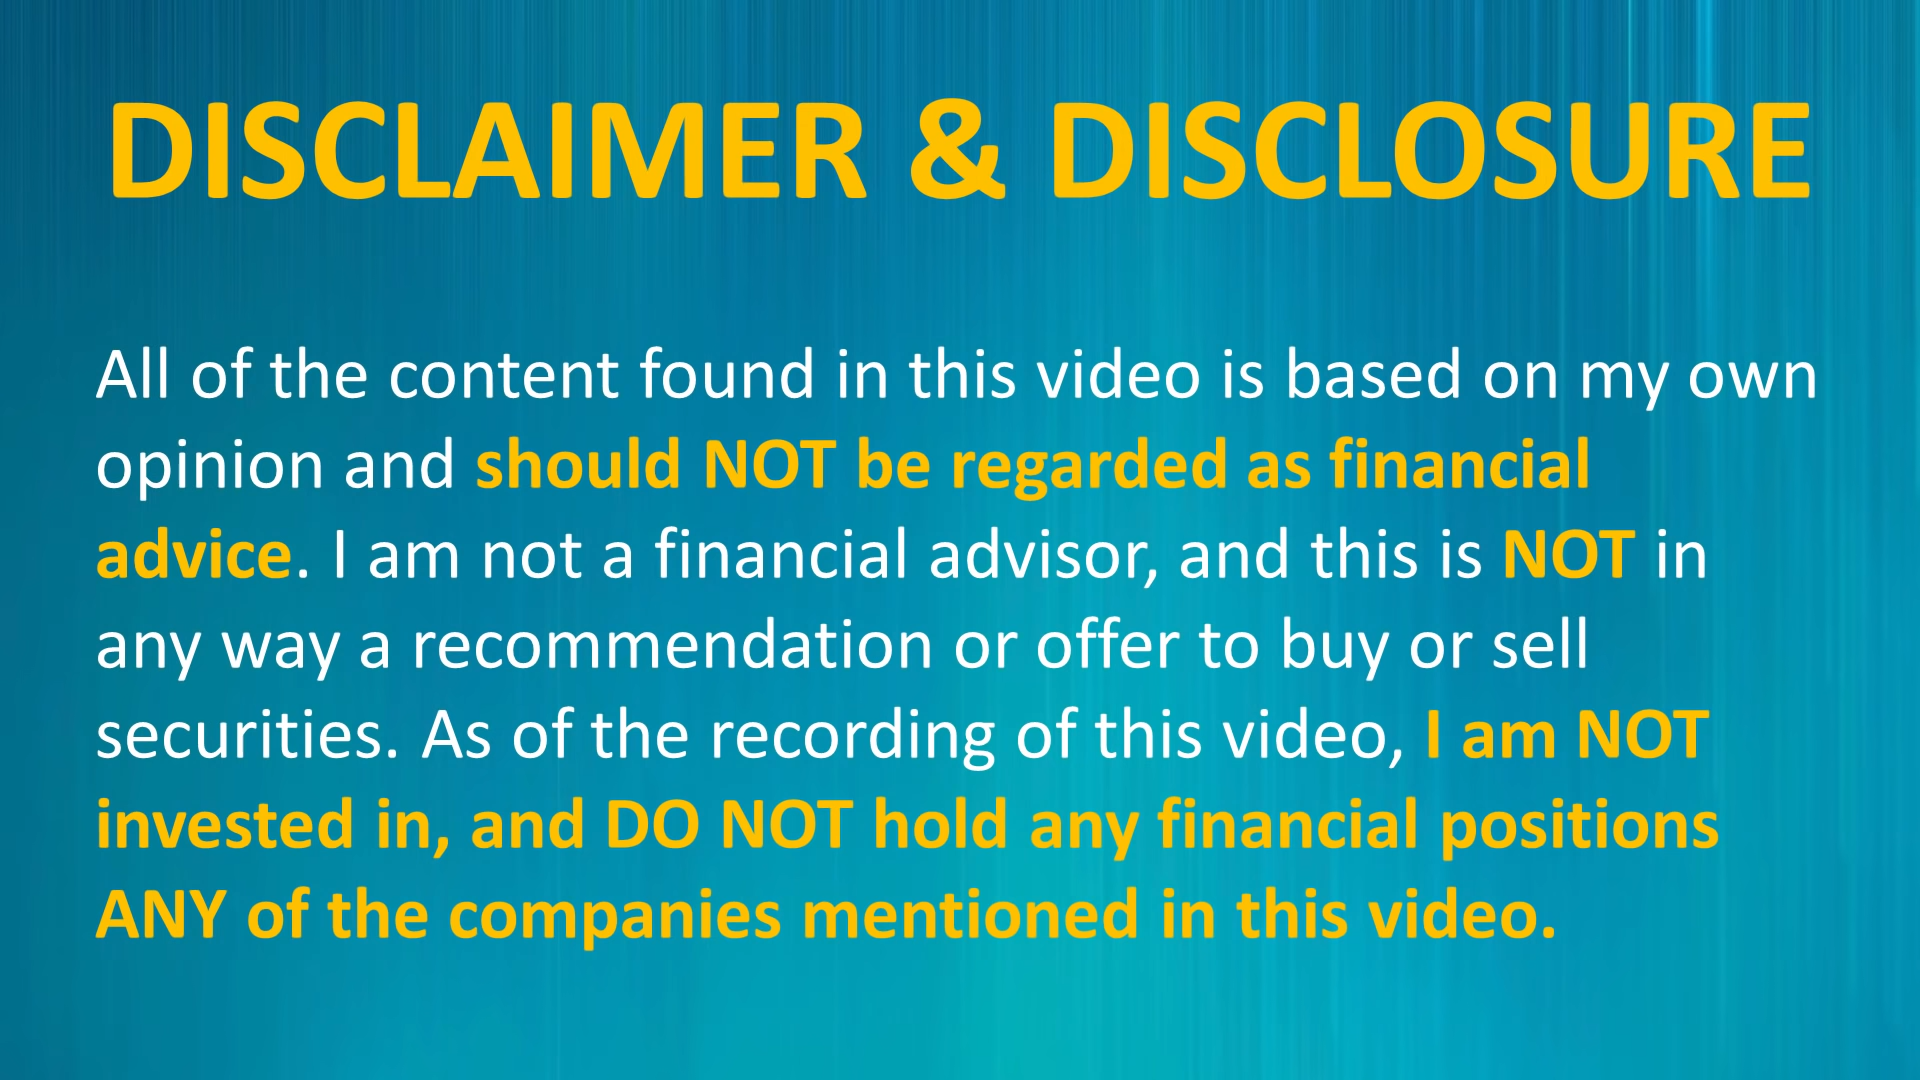 DISCLAIMER & DISCLOSURE
All of the content found in this video is based on my own
opinion and should NOT be regarded as financial
advice. I am not a financial advisor, and this is NOT in
any way a recommendation or offer to buy or sell
securities. As of the recording of this video, I am NOT
invested in, and DO NOT hold any financial positions
ANY of the companies mentioned in this video.